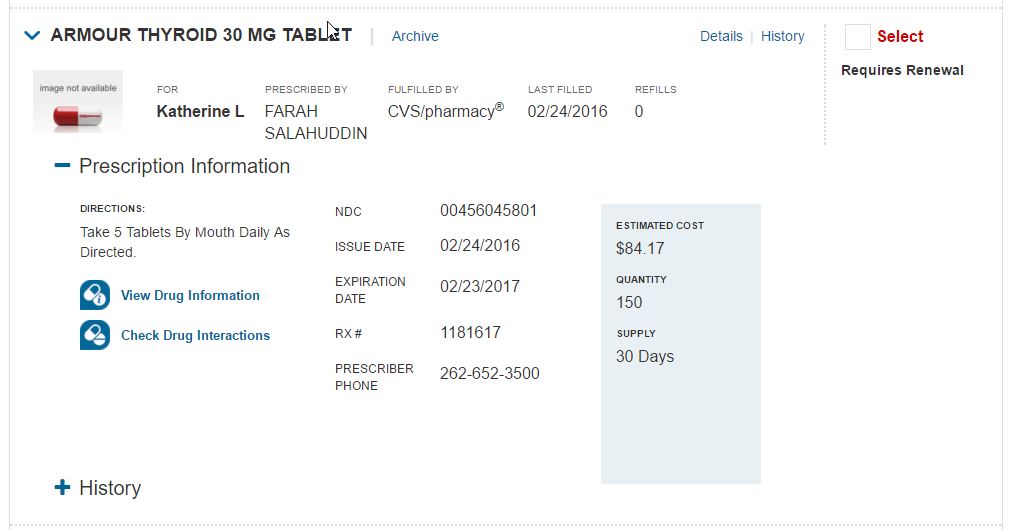 ARMOUR THYROID 30 MG TABLET | Archive Details | History Select
Requires Renewal
image not available
FOR PRESCRIBED BY FULFILLED BY LAST FILLED REFILLS
Katherine L FARAH CVS/pharmacy® 02/24/2016 0
SALAHUDDIN
Prescription Information
DIRECTIONS:
Take 5 Tablets By Mouth Daily As
Directed.
View Drug Information
Check Drug Interactions
NDC 00456045801
ISSUE DATE 02/24/2016
EXPIRATION
DATE 02/23/2017
RX # 1181617
PRESCRIBER
PHONE 262-652-3500
ESTIMATED COST
$84.17
QUANTITY
150
SUPPLY
30 Days
History